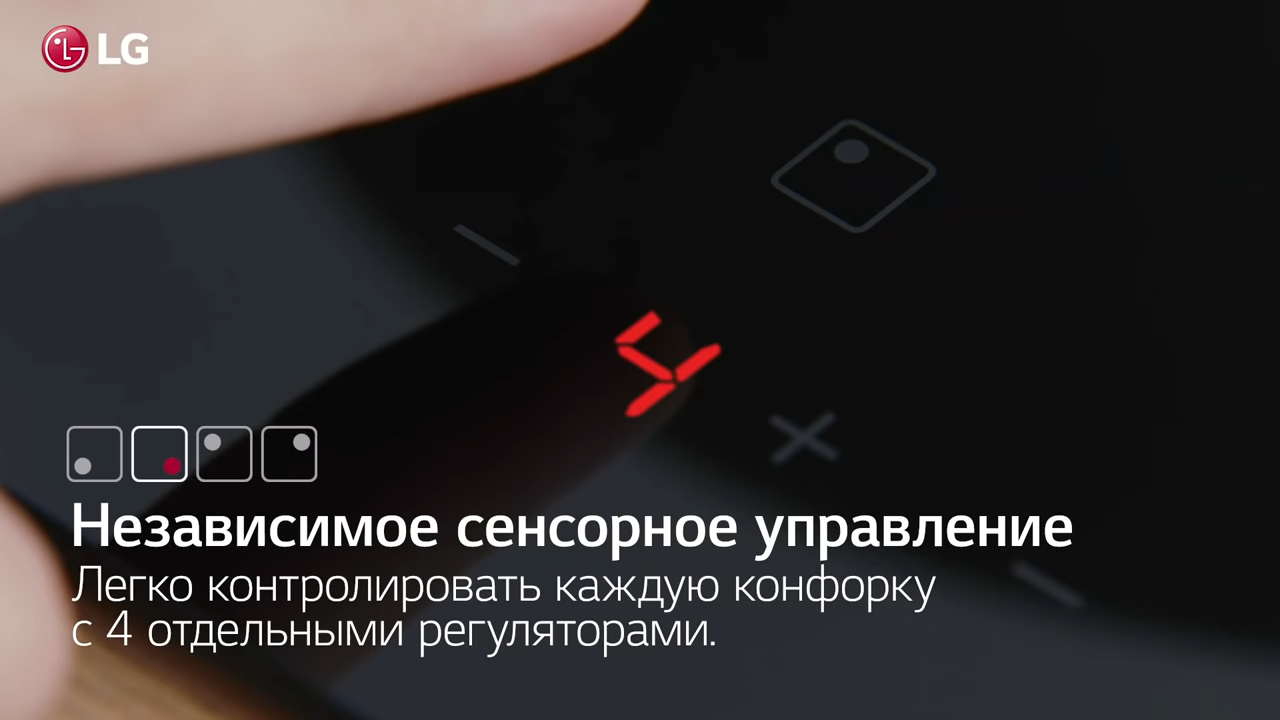 LG
Независимое сенсорное управление
Легко контролировать каждую конфорку
с 4 отдельными регуляторами.